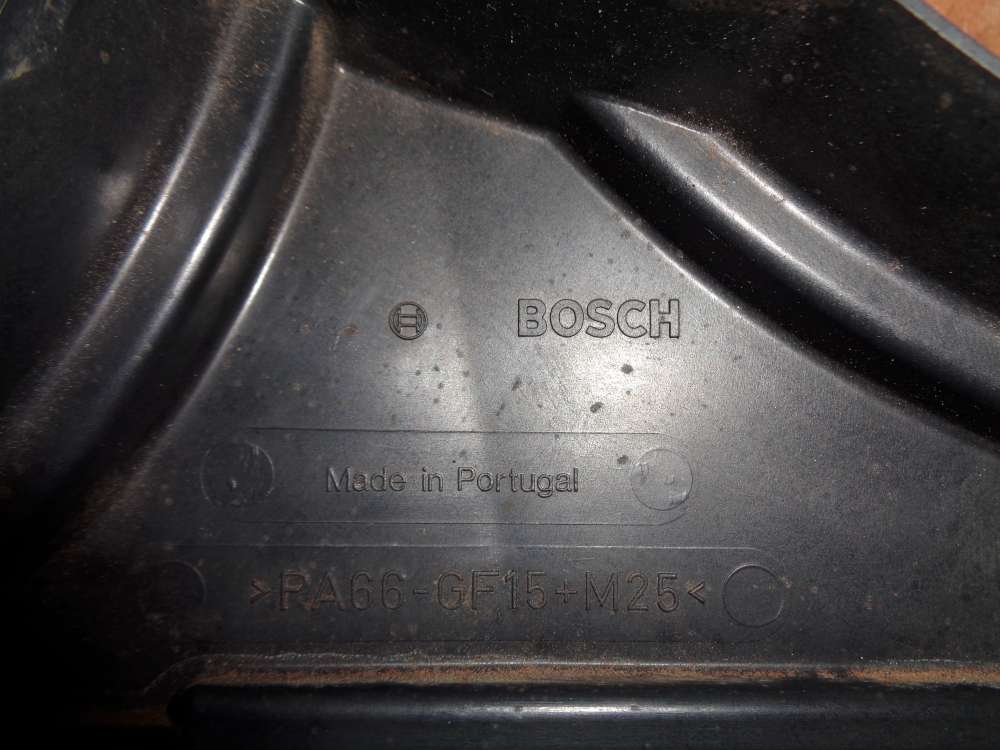 BOSCH
Made in Portugal
>PA66-GF15+M25<